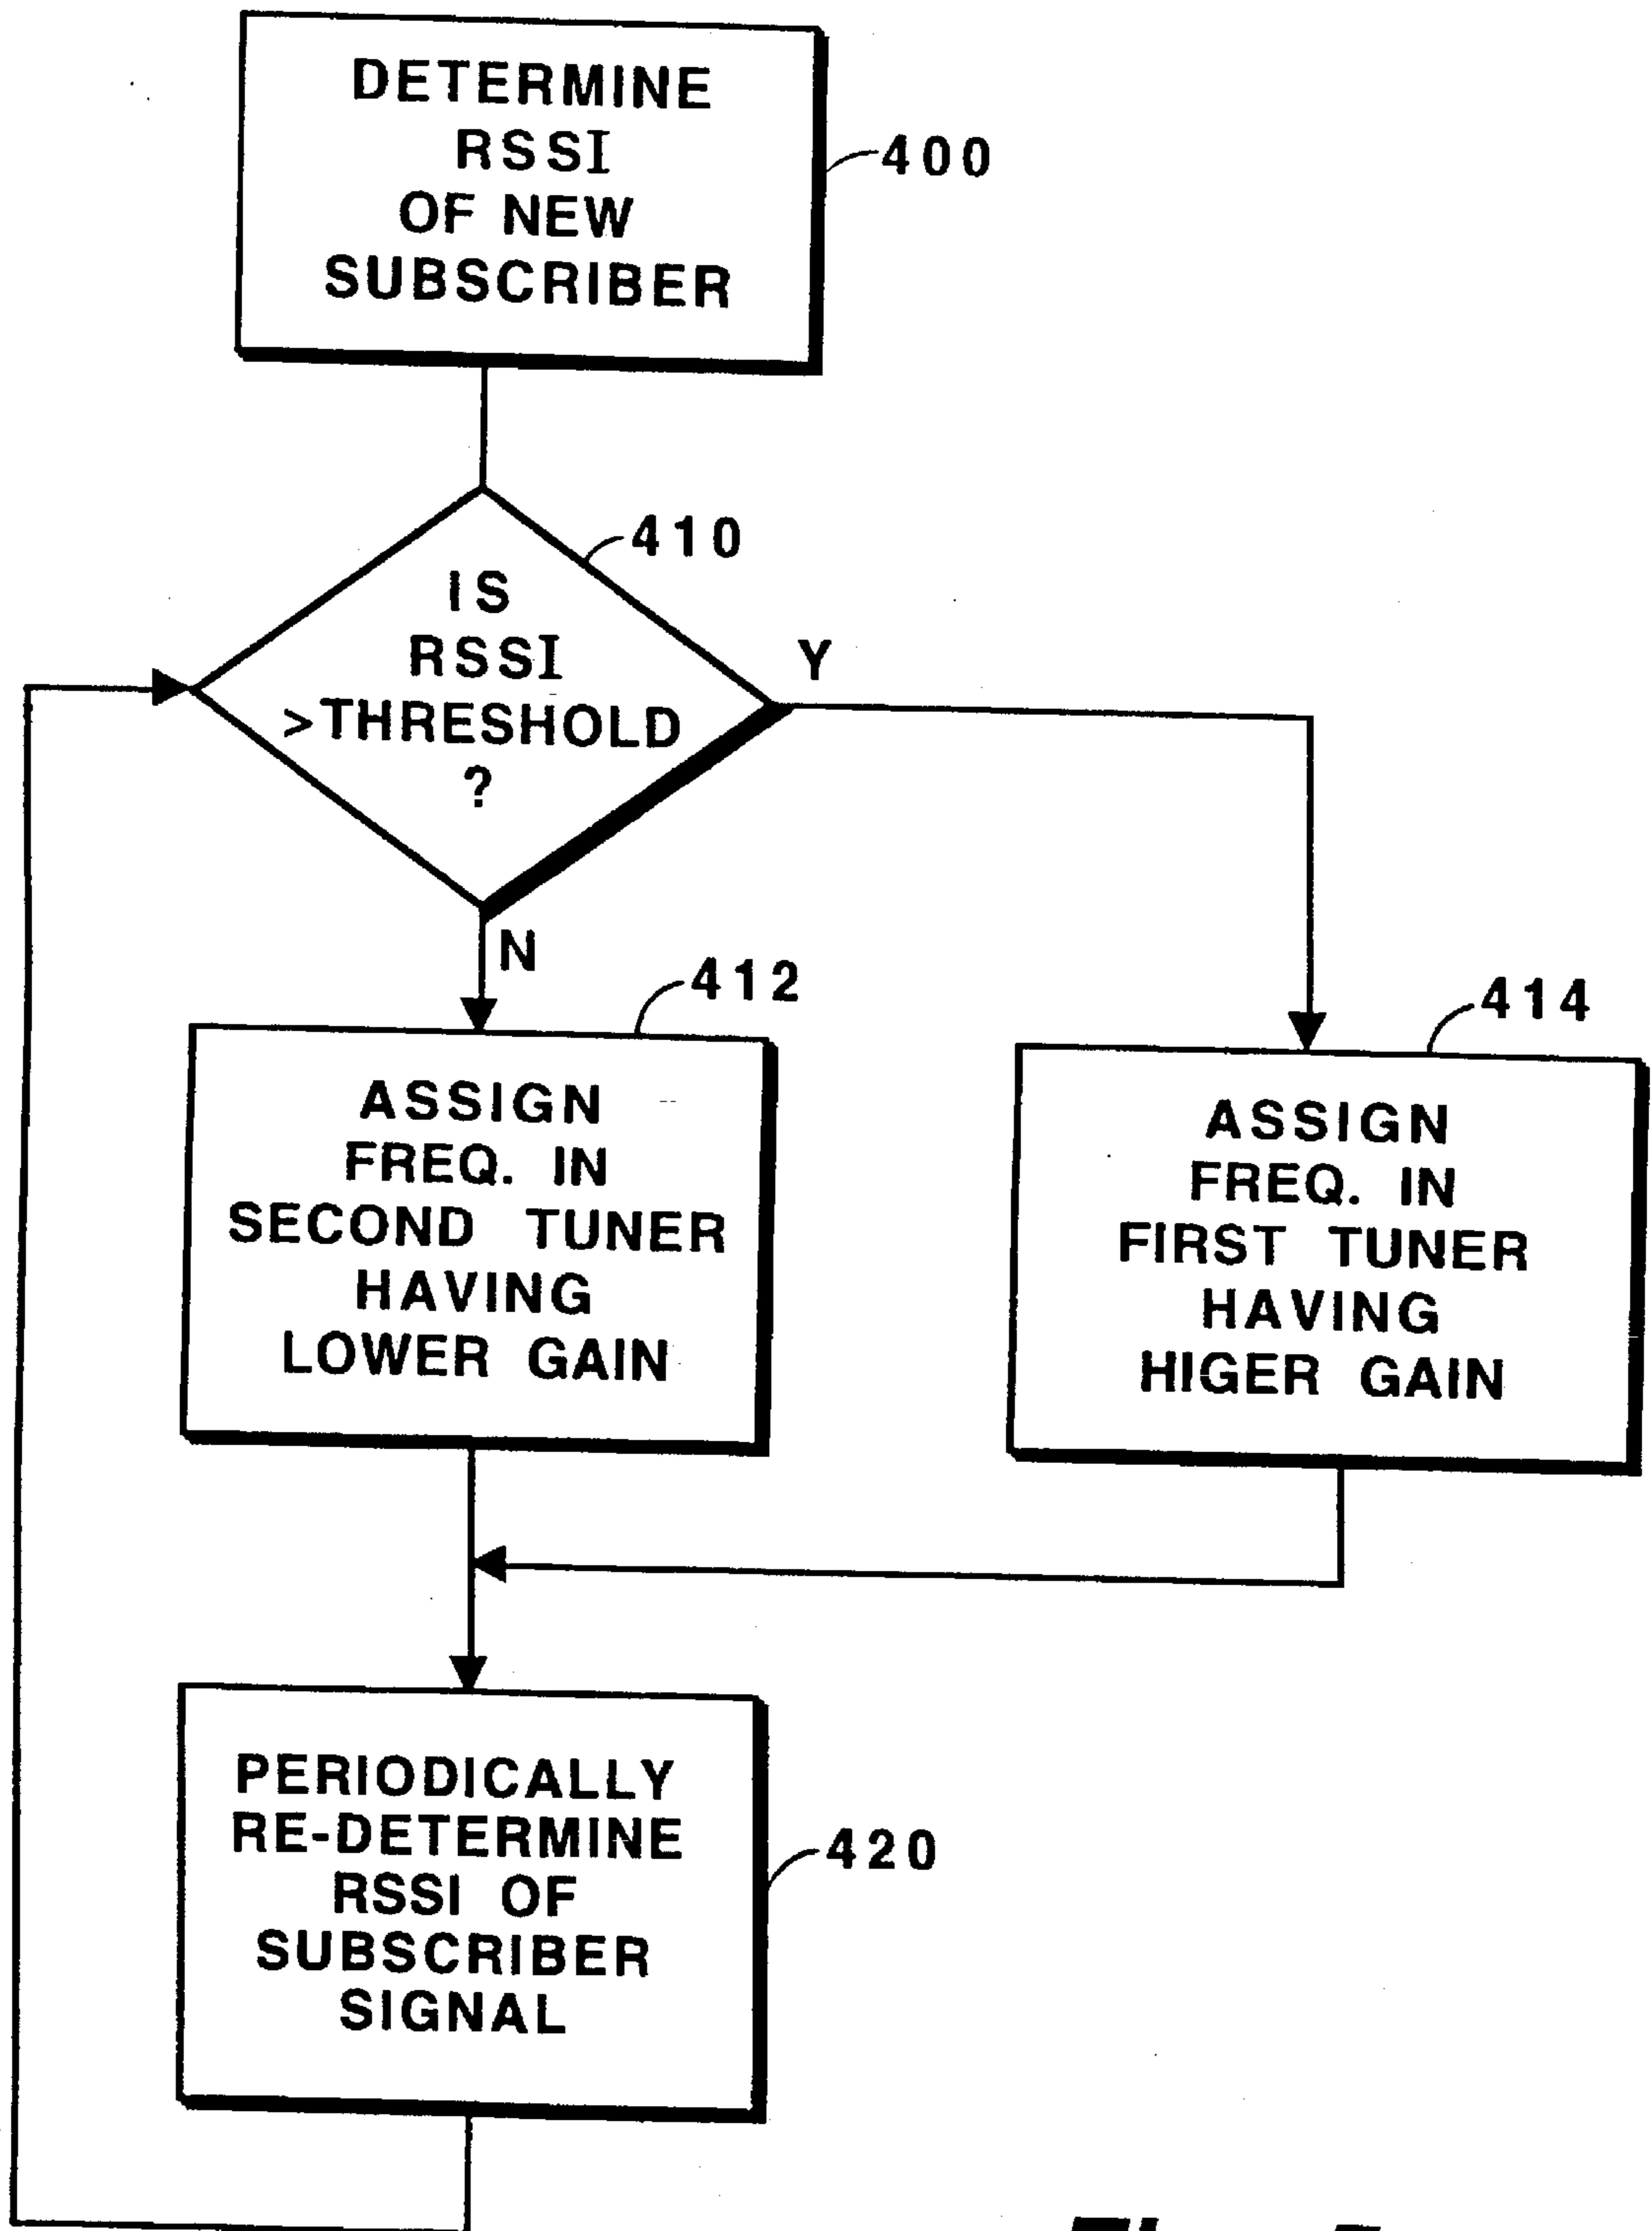 DETERMINE
RSSI
OF NEW
SUBSCRIBER
400
410
IS
RSSI
>THRESHOLD
?
Y
N
412
414
ASSIGN
FREQ. IN
SECOND TUNER
HAVING
LOWER GAIN
ASSIGN
FREQ. IN
FIRST TUNER
HAVING
HIGER GAIN
PERIODICALLY
RE-DETERMINE
RSSI OF
SUBSCRIBER
SIGNAL
420